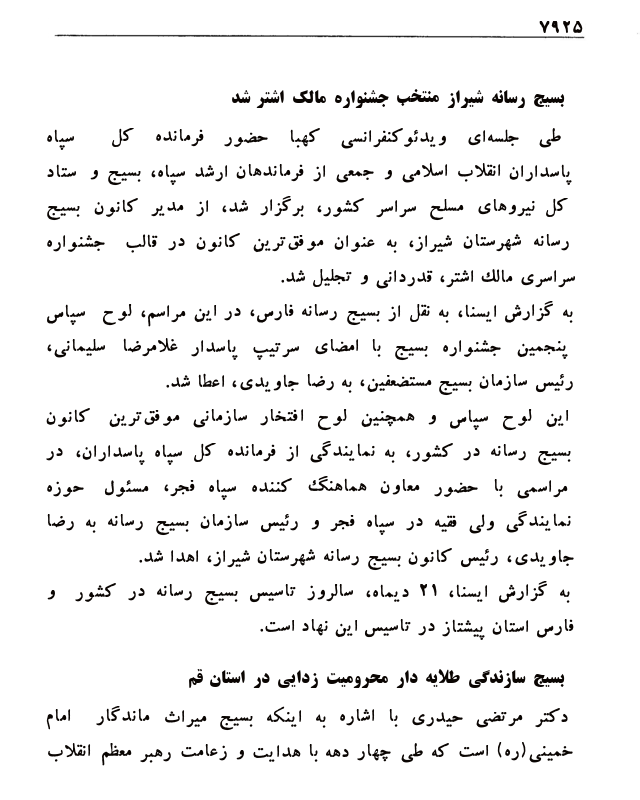 ۷۹۲۵
بسیج رسانه شیراز منتخب جشنواره مالک اشتر شد
طی جلسه‌ای ویدئوکنفرانسی کهبا حضور فرمانده کل سپاه
پاسداران انقلاب اسلامی و جمعی از فرماندهان ارشد سپاه، بسیج و ستاد
کل نیروهای مسلح سراسر کشور، برگزار شد، از مدیر کانون بسیج
رسانه شهرستان شیراز، به عنوان موفق‌ترین کانون در قالب جشنواره
سراسری مالك اشتر، قدردانی و تجلیل شد.
به گزارش ایسنا، به نقل از بسیج رسانه فارس، در این مراسم، لوح سپاس
پنجمین جشنواره بسیج با امضای سرتیپ پاسدار غلامرضا سلیمانی،
رئیس سازمان بسیج مستضعفین، به رضا جاویدی، اعطا شد.
این لوح سپاس و همچنین لوح افتخار سازمانی موفق‌ترین کانون
بسیج رسانه در کشور، به نمایندگی از فرمانده کل سپاه پاسداران، در
مراسمی با حضور معاون هماهنگ کننده سپاه فجر، مسئول حوزه
نمایندگی ولی فقیه در سپاه فجر و رئیس سازمان بسیج رسانه به رضا
جاویدی، رئیس کانون بسیج رسانه شهرستان شیراز، اهدا شد.
به گزارش ایسنا، ۲۱ دیماه، سالروز تاسیس بسیج رسانه در کشور و
فارس استان پیشتاز در تاسیس این نهاد است.
بسیج سازندگی طلایه دار محرومیت زدایی در استان قم
دکتر مرتضی حیدری با اشاره به اینکه بسیج میراث ماندگار امام
خمینی(ره) است که طی چهار دهه با هدایت و زعامت رهبر معظم انقلاب